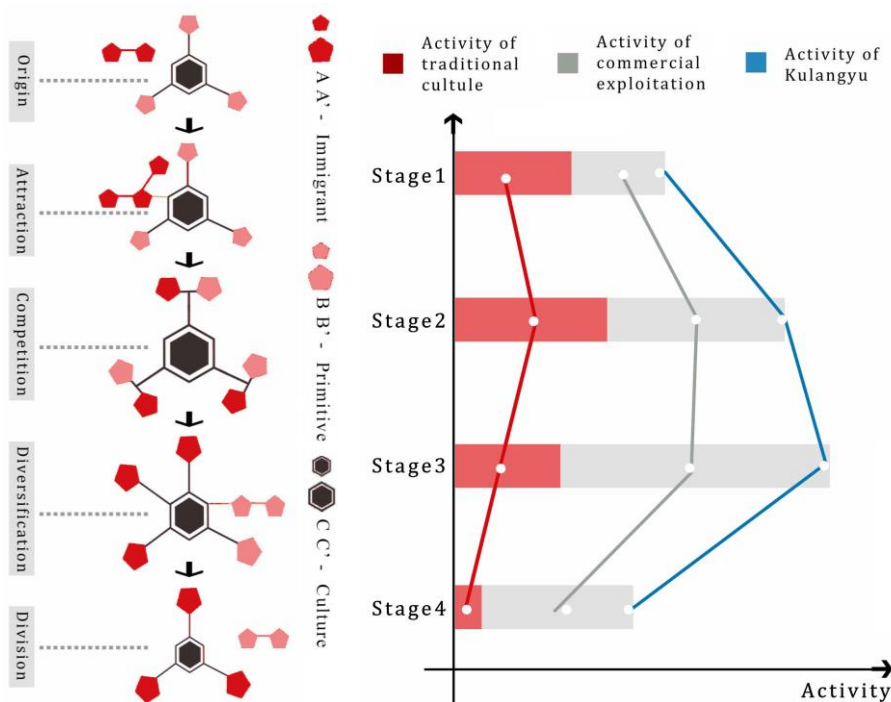 Origin
Attraction
Competition
Diversification
Division
A A' - Immigrant
B B' - Primitive
C C' - Culture
Activity of
traditional
cultule
Activity of
commercial
exploitation
Activity of
Kulangyu
Stage1
Stage2
Stage3
Stage4
Activity